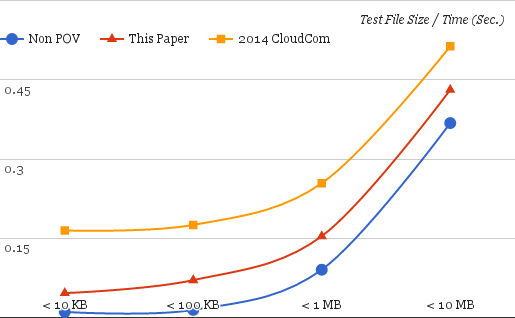 Test File Size / Time (Sec.)
Non POV This Paper 2014 CloudCom
0.45
0.3
0.15
< 10 KB < 100 KB < 1 MB < 10 MB